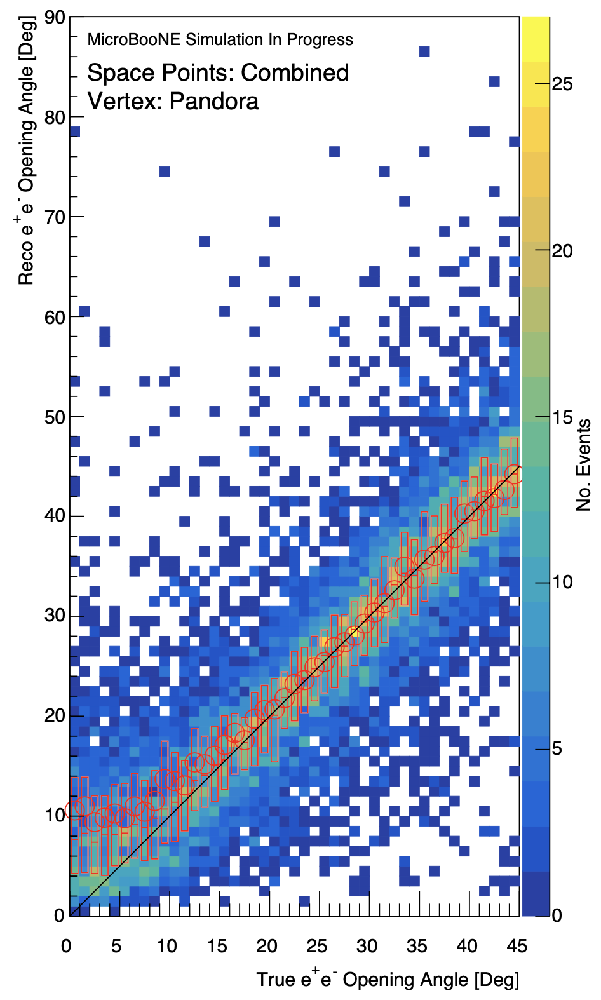 MicroBooNE Simulation In Progress
Space Points: Combined
Vertex: Pandora
Reco e+e- Opening Angle [Deg]
90
80
70
60
50
40
30
20
10
0
0 5 10 15 20 25 30 35 40 45
True e+e- Opening Angle [Deg]
25
20
15
10
5
0
No. Events